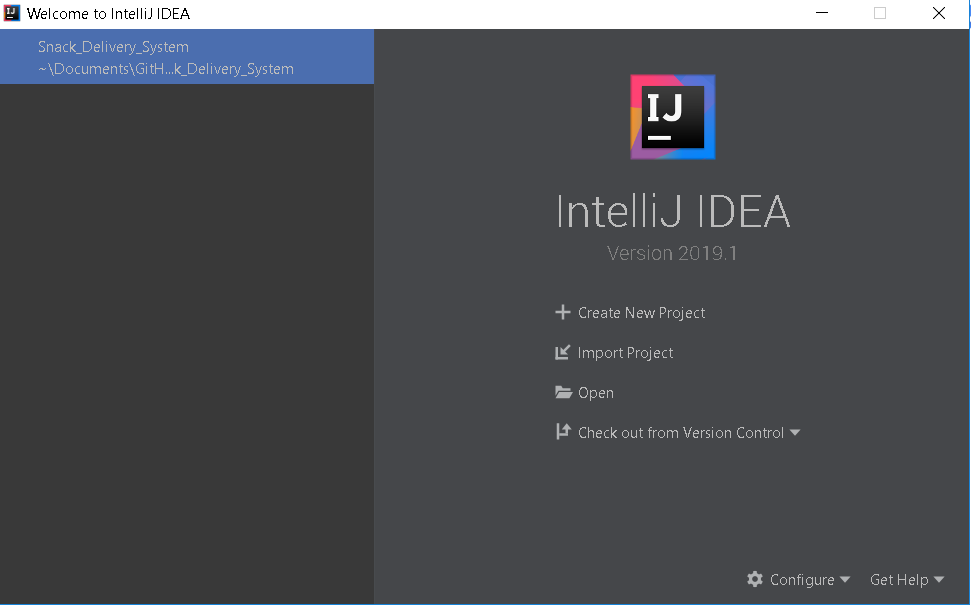 Welcome to IntelliJ IDEA
Snack_Delivery_System
~\Documents\GitH...k_Delivery_System
IJ
IntelliJ IDEA
Version 2019.1
Create New Project
Import Project
Open
Check out from Version Control
Configure
Get Help